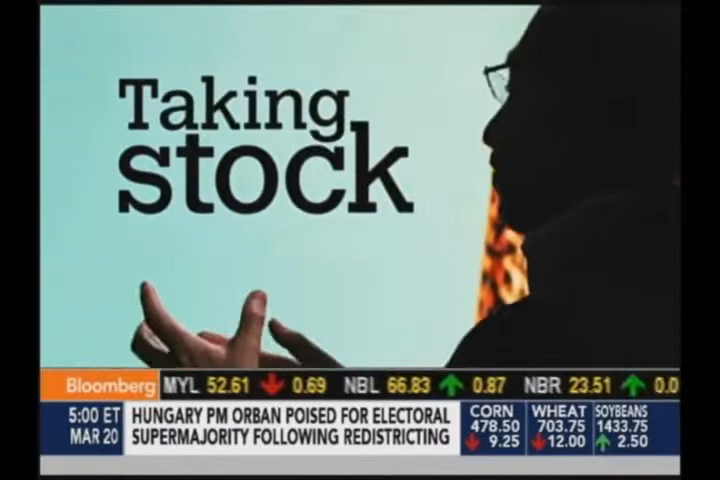 Taking
stock
Bloomberg MYL 52.61 0.69 NBL 66.83 0.87 NBR 23.51 0.0
5:00 ET
MAR 20
HUNGARY PM ORBAN POISED FOR ELECTORAL
SUPERMAJORITY FOLLOWING REDISTRICTING
CORN
478.50
9.25
WHEAT
703.75
12.00
SOYBEANS
1433.75
2.50